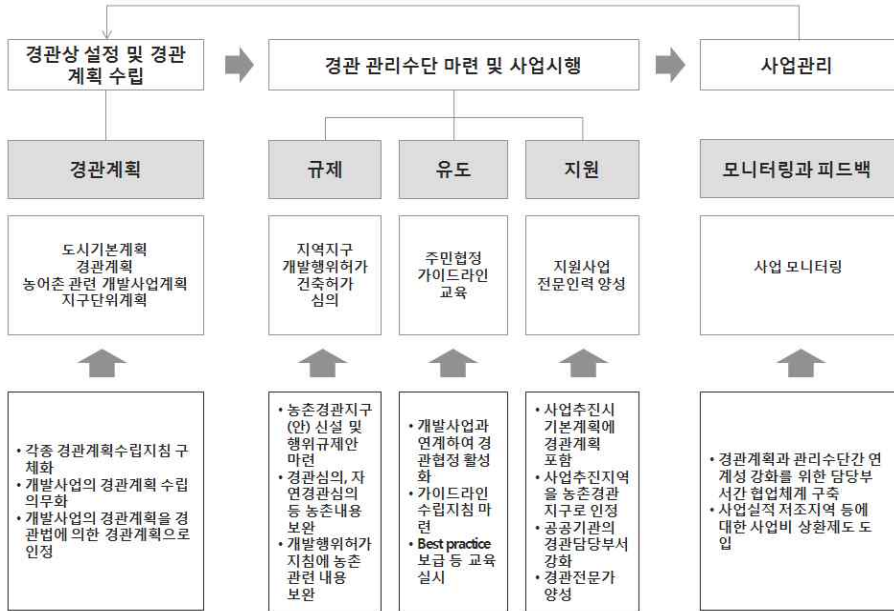 경관상 설정 및 경관
계획 수립
경관 관리수단 마련 및 사업시행
사업관리
경관계획
규제
유도
지원
모니터링과 피드백
도시기본계획
경관계획
농어촌 관련 개발사업계획
지구단위계획
지역지구
개발행위허가
건축허가
심의
주민협정
가이드라인
교육
지원사업
전문인력 양성
사업 모니터링
• 각종 경관계획수립지침 구
체화
• 개발사업의 경관계획 수립
의무화
• 개발사업의 경관계획을 경
관법에 의한 경관계획으로
인정
• 농촌경관지구
(안) 신설 및
행위규제안
마련
• 경관심의, 자
연경관심의
등 농촌내용
보완
• 개발행위허가
지침에 농촌
관련 내용
보완
• 개발사업과
연계하여 경
관협정 활성
화
• 가이드라인
수립지침 마
련
• Best practice
보급 등 교육
실시
• 사업추진시
기본계획에
경관계획
포함
• 사업추진지역
을 농촌경관
지구로 인정
• 공공기관의
경관담당부서
강화
• 경관전문가
양성
• 경관계획과 관리수단간 연
계성 강화를 위한 담당부
서간 협업체계 구축
• 사업실적 저조지역 등에
대한 사업비 상환제도 도
입